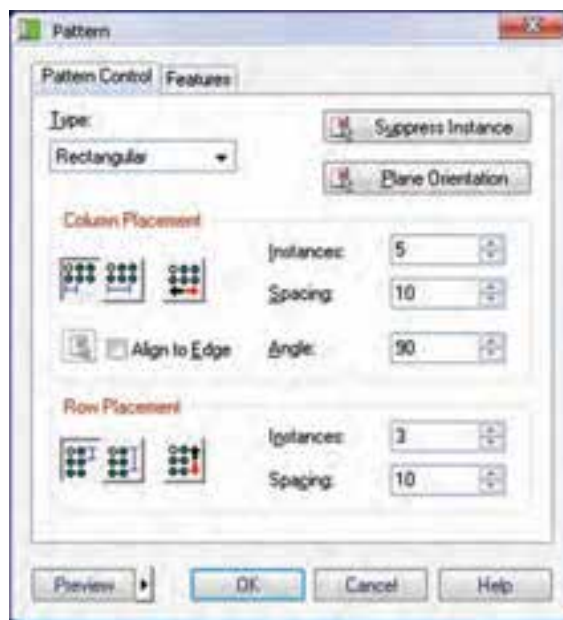 Pattern
Pattern Control Features
Type:
Suppress Instance
Rectangular
Plane Orientation
Column Placement
Instances: 5
Spacing: 10
Align to Edge Angle: 90
Row Placement
Instances: 3
Spacing: 10
Preview OK Cancel Help